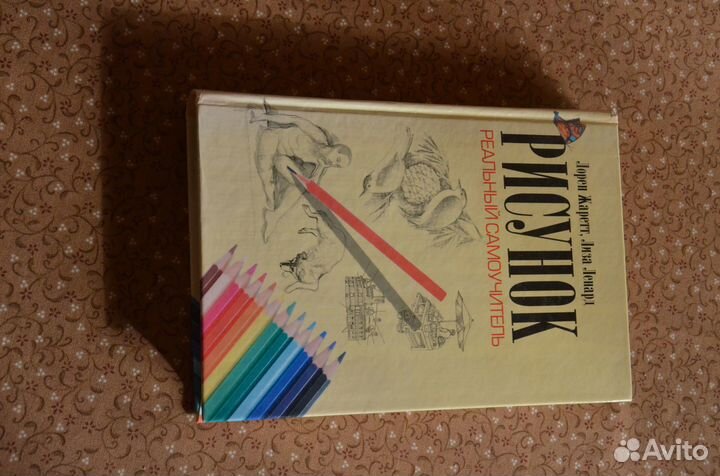 Лорен Жаретт, Лиза Ленард
РИСУНОК
РЕАЛЬНЫЙ САМОУЧИТЕЛЬ
Avito